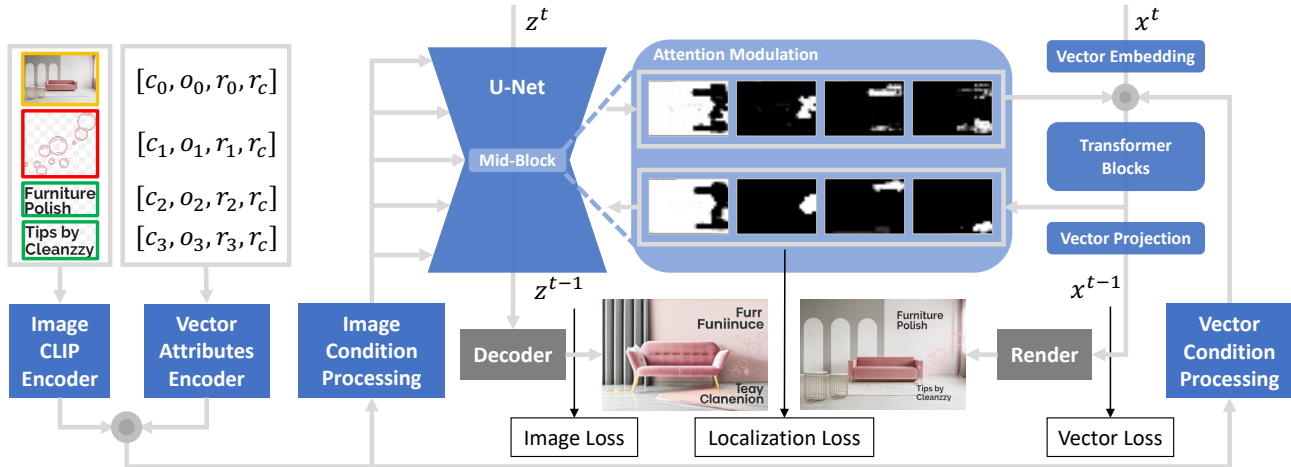 z^t
x^t
Furniture
Polish
Tips by
Cleanzzy
[c_0, o_0, r_0, r_c]
[c_1, o_1, r_1, r_c]
[c_2, o_2, r_2, r_c]
[c_3, o_3, r_3, r_c]
U-Net
Mid-Block
Attention Modulation
Vector Embedding
Transformer
Blocks
Vector Projection
z^{t-1}
x^{t-1}
Image
CLIP
Encoder
Vector
Attributes
Encoder
Image
Condition
Processing
Decoder
Furr
Funiinuce
Teay
Clanenion
Furniture
Polish
Tips by
Cleanzzy
Render
Vector
Condition
Processing
Image Loss
Localization Loss
Vector Loss